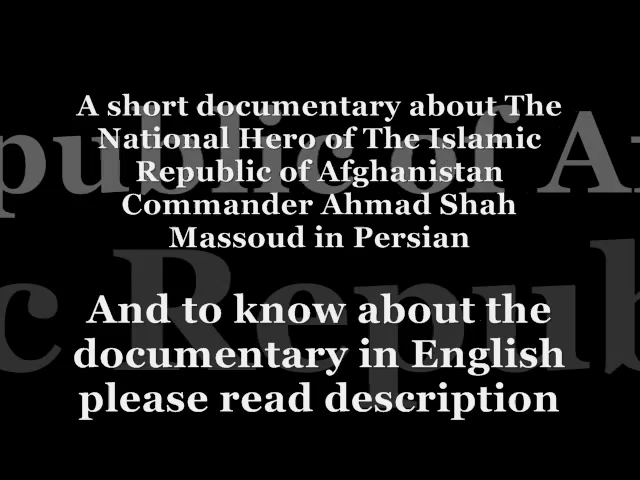 A short documentary about The
National Hero of The Islamic
Republic of Afghanistan
Commander Ahmad Shah
Massoud in Persian
And to know about the
documentary in English
please read description